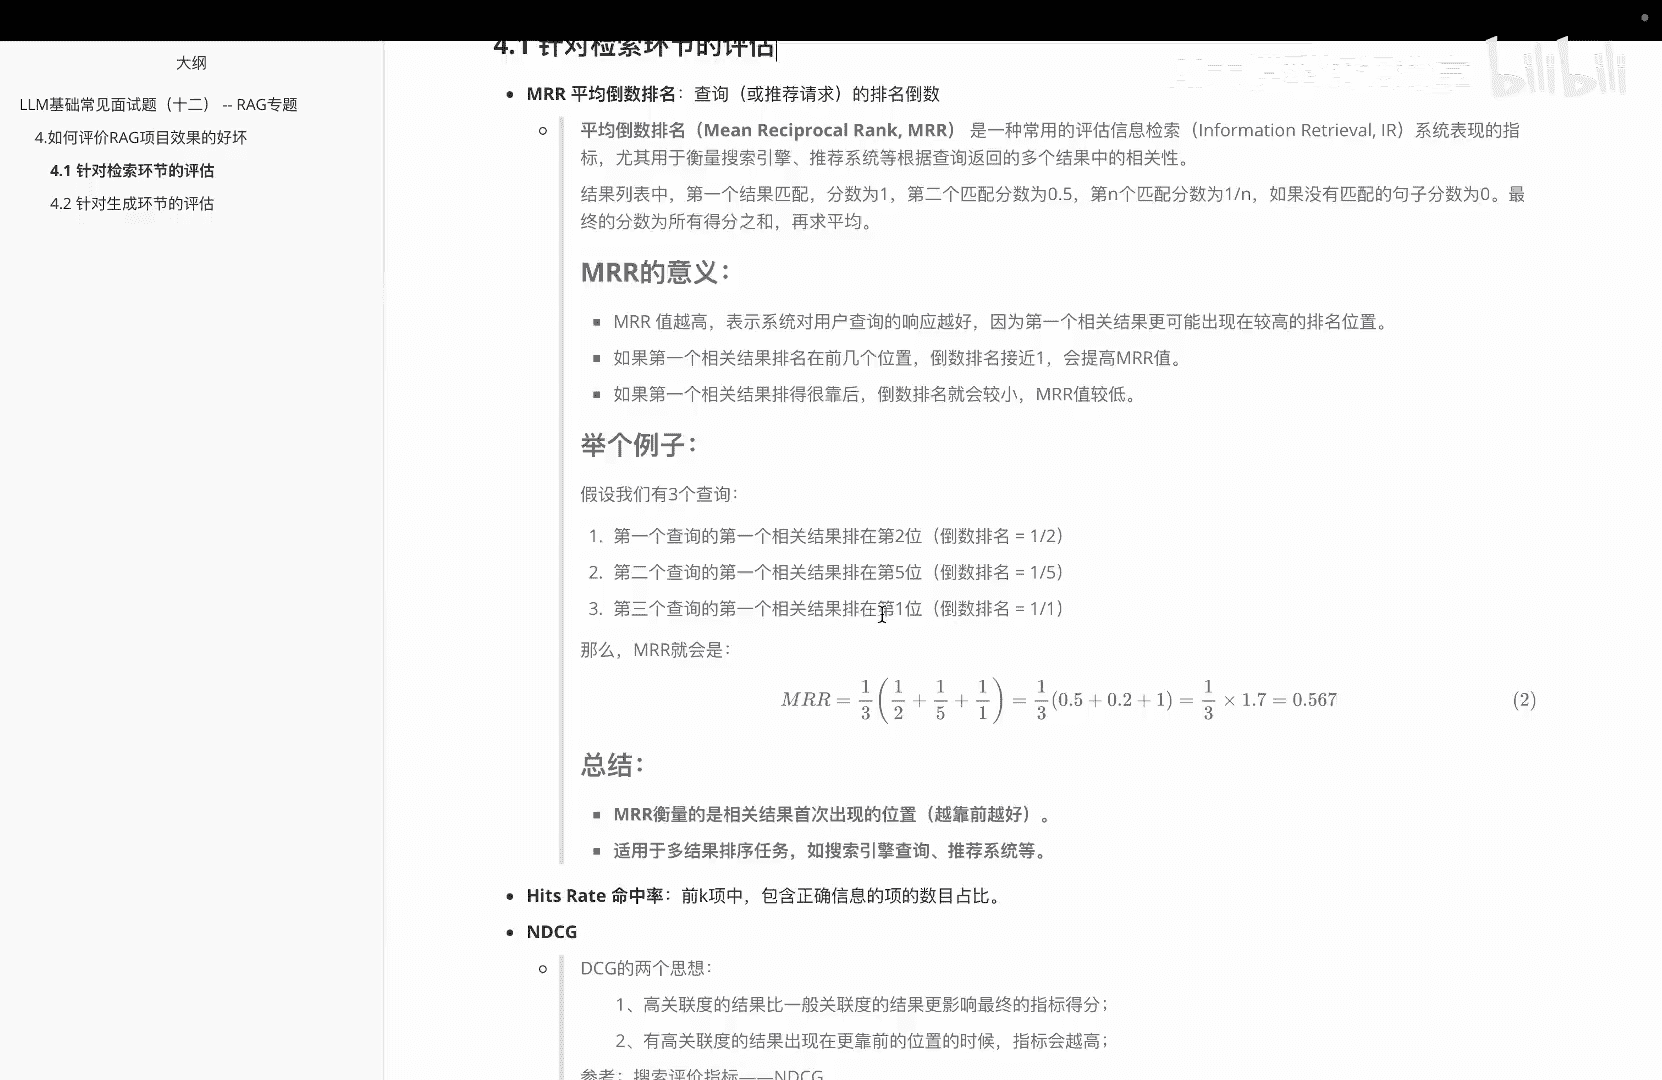 大纲
LLM基础常见面试题（十二） -- RAG专题
4.如何评价RAG项目效果的好坏
4.1 针对检索环节的评估
4.2 针对生成环节的评估
4.1 针对检索环节的评估
MRR 平均倒数排名：查询（或推荐请求）的排名倒数
平均倒数排名（Mean Reciprocal Rank, MRR） 是一种常用的评估信息检索（Information Retrieval, IR）系统表现的指
标，尤其用于衡量搜索引擎、推荐系统等根据查询返回的多个结果中的相关性。
结果列表中，第一个结果匹配，分数为1，第二个匹配分数为0.5，第n个匹配分数为1/n，如果没有匹配的句子分数为0。最
终的分数为所有得分之和，再求平均。
MRR的意义：
MRR 值越高，表示系统对用户查询的响应越好，因为第一个相关结果更可能出现在较高的排名位置。
如果第一个相关结果排名在前几个位置，倒数排名接近1，会提高MRR值。
如果第一个相关结果排得很靠后，倒数排名就会较小，MRR值较低。
举个例子：
假设我们有3个查询：
1. 第一个查询的第一个相关结果排在第2位（倒数排名 = 1/2）
2. 第二个查询的第一个相关结果排在第5位（倒数排名 = 1/5）
3. 第三个查询的第一个相关结果排在第1位（倒数排名 = 1/1）
那么，MRR就会是：
MRR = 1/3 (1/2 + 1/5 + 1/1) = 1/3 (0.5 + 0.2 + 1) = 1/3 × 1.7 = 0.567 (2)
总结：
MRR衡量的是相关结果首次出现的位置（越靠前越好）。
适用于多结果排序任务，如搜索引擎查询、推荐系统等。
Hits Rate 命中率：前k项中，包含正确信息的项的数目占比。
NDCG
DCG的两个思想：
1、高关联度的结果比一般关联度的结果更影响最终的指标得分；
2、有高关联度的结果出现在更靠前的位置的时候，指标会越高；
参考：搜索评价指标——NDCG
bilibili